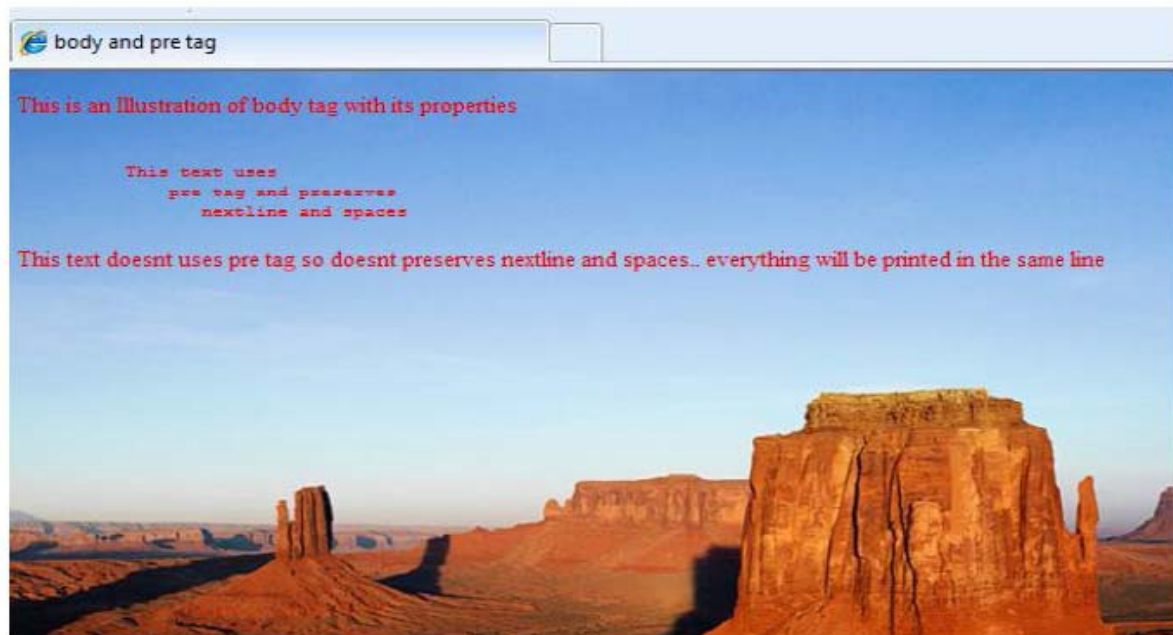 body and pre tag
This is an Illustration of body tag with its properties
This text uses
pre tag and preserves
nextline and spaces
This text doesnt uses pre tag so doesnt preserves nextline and spaces.. everything will be printed in the same line